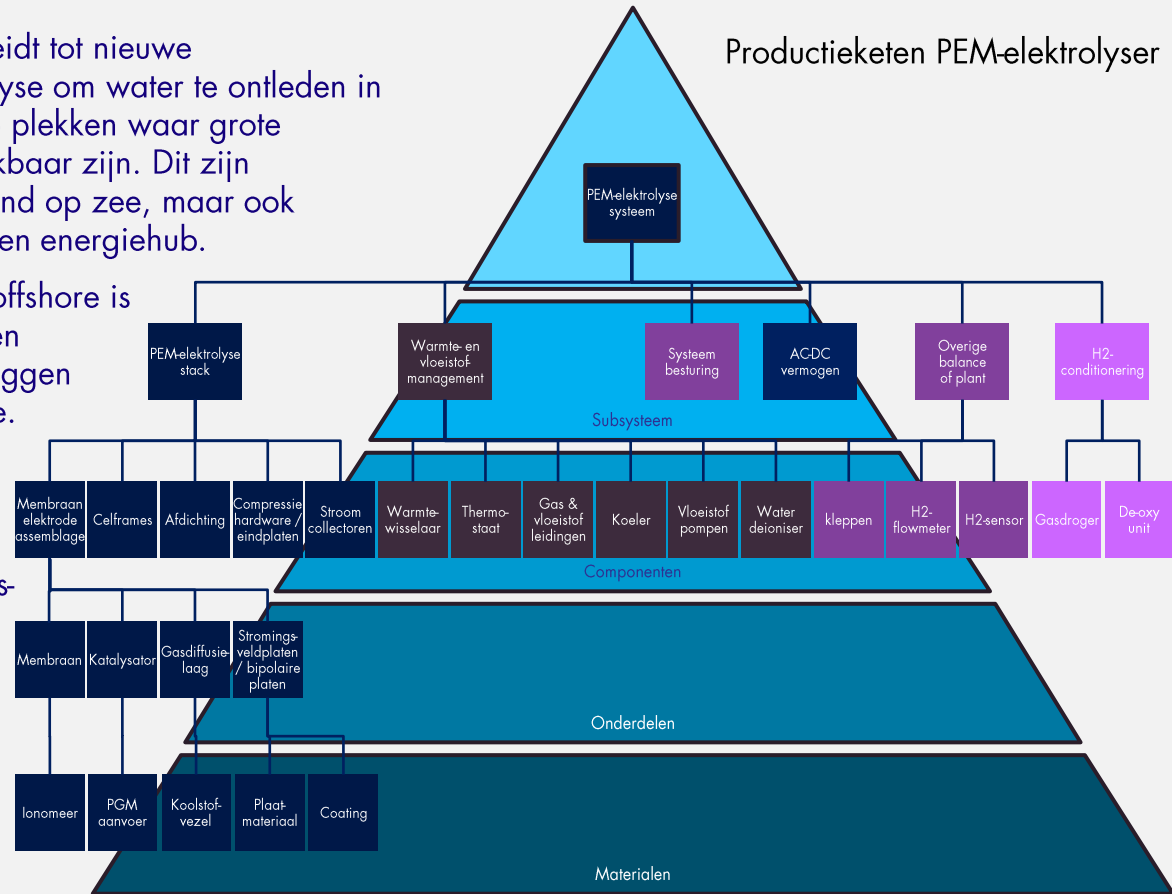 Productieketen PEM-elektrolyser
eidt tot nieuwe
yse om water te ontleden in
plekken waar grote
kbaar zijn. Dit zijn
nd op zee, maar ook
en energiehub.
offshore is
en
ggen
e.
s-
PEM-elektrolyse
systeem
PEM-elektrolyse
stack
Warmte- en
vloeistof-
management
Systeem
besturing
AC-DC
vermogen
Overige
balance
of plant
H2-
conditionering
Subsysteem
Membraan
elektrode
assemblage
Celframes
Afdichting
Compressie
hardware /
eindplaten
Stroom
collectoren
Warmte-
wisselaar
Thermo-
staat
Gas &
vloeistof
leidingen
Koeler
Vloeistof
pompen
Water
deioniser
kleppen
H2-
flowmeter
H2-sensor
Gasdroger
De-oxy
unit
Componenten
Membraan
Katalysator
Gasdiffusie-
laag
Stromings-
veldplaten
/ bipolaire
platen
Onderdelen
Ionomeer
PGM
aanvoer
Koolstof-
vezel
Plaat-
materiaal
Coating
Materialen